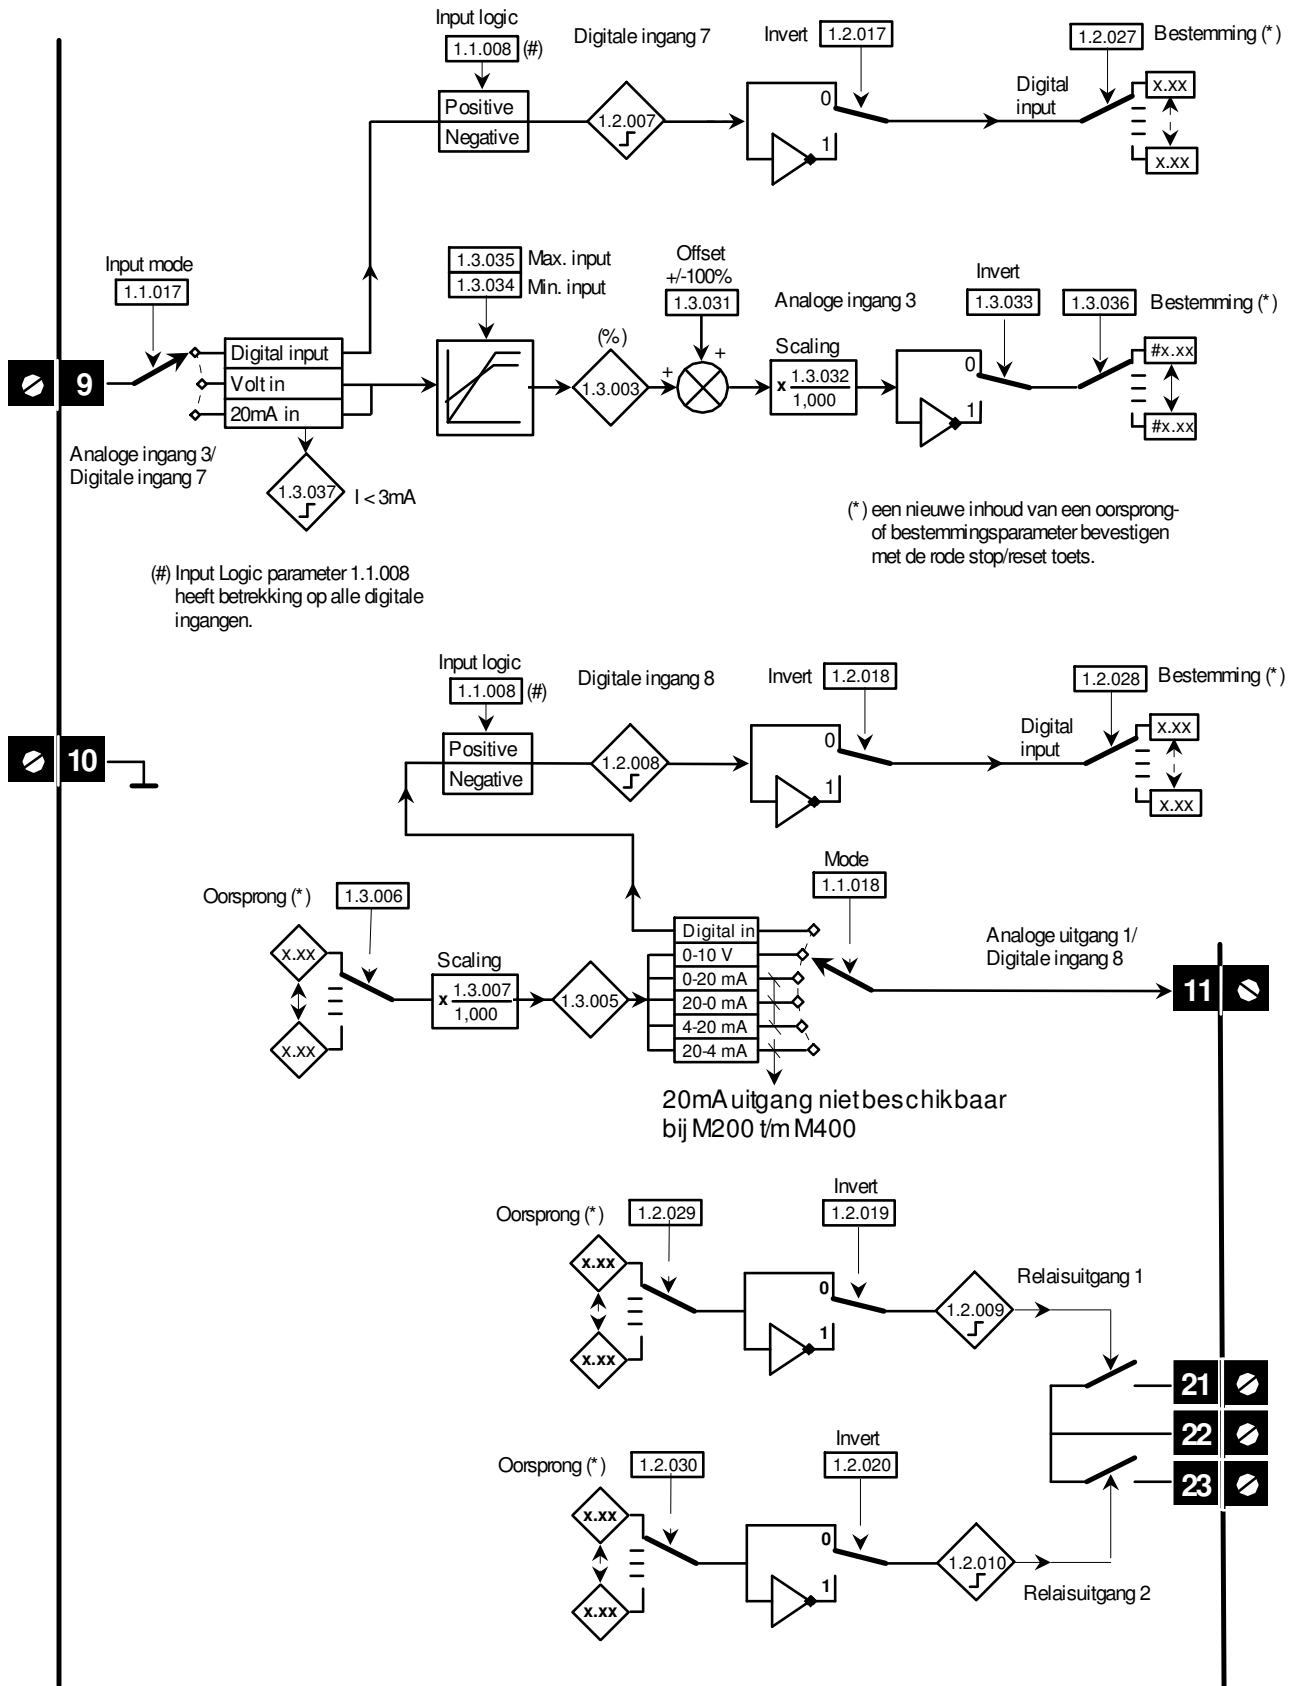 Input logic
1.1.008 (#)
Digitale ingang 7
Invert 1.2.017
1.2.027 Bestemming (*)
Positive
Negative
1.2.007
0
1
Digital
input
x.xx
x.xx
Input mode
1.1.017
1.3.035 Max. input
1.3.034 Min. input
Offset
+/-100%
1.3.031
Analoge ingang 3
Invert
1.3.033
1.3.036 Bestemming (*)
9
Digital input
Volt in
20mA in
(%)
1.3.003
+
+
Scaling
x 1.3.032
1,000
0
1
#x.xx
#x.xx
Analoge ingang 3/
Digitale ingang 7
1.3.037 I < 3mA
(*) een nieuwe inhoud van een oorsprong-
of bestemmingsparameter bevestigen
met de rode stop/reset toets.
(#) Input Logic parameter 1.1.008
heeft betrekking op alle digitale
ingangen.
Input logic
1.1.008 (#)
Digitale ingang 8
Invert 1.2.018
1.2.028 Bestemming (*)
10
Positive
Negative
1.2.008
0
1
Digital
input
x.xx
x.xx
Oorsprong (*) 1.3.006
x.xx
x.xx
Scaling
x 1.3.007
1,000
1.3.005
Digital in
0-10 V
0-20 mA
20-0 mA
4-20 mA
20-4 mA
Mode
1.1.018
Analoge uitgang 1/
Digitale ingang 8
11
20mA uitgang niet beschikbaar
bij M200 t/m M400
Oorsprong (*) 1.2.029
Invert
1.2.019
x.xx
x.xx
0
1
1.2.009
Relaisuitgang 1
21
22
23
Oorsprong (*) 1.2.030
Invert
1.2.020
x.xx
x.xx
0
1
1.2.010
Relaisuitgang 2